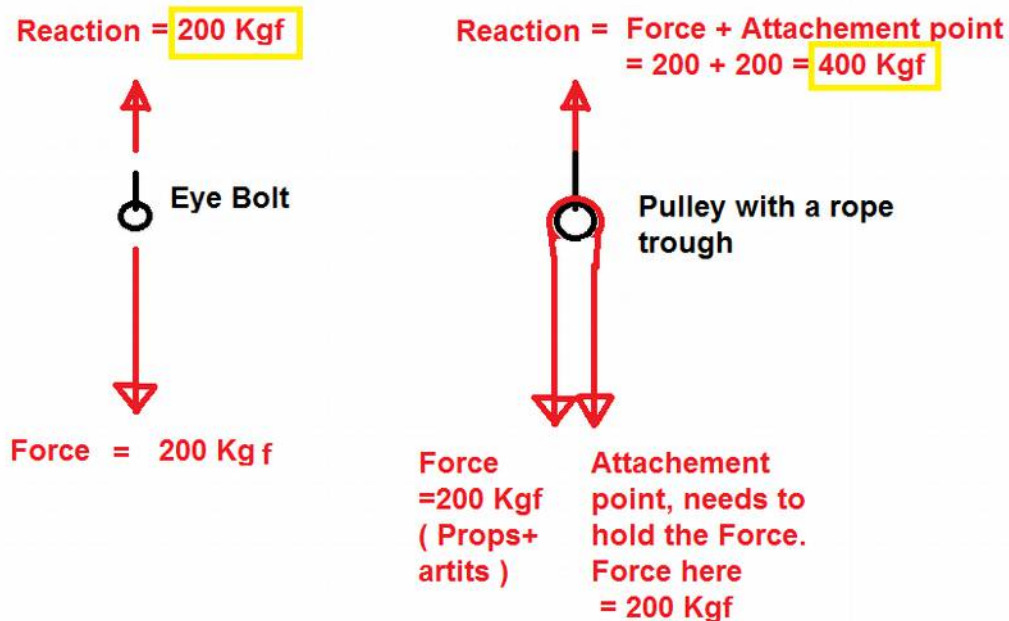 Reaction = 200 Kgf
Reaction = Force + Attachement point
= 200 + 200 = 400 Kgf
Eye Bolt
Pulley with a rope
trough
Force = 200 Kg f
Force
=200 Kgf
( Props+
artits )
Attachement
point, needs to
hold the Force.
Force here
= 200 Kgf